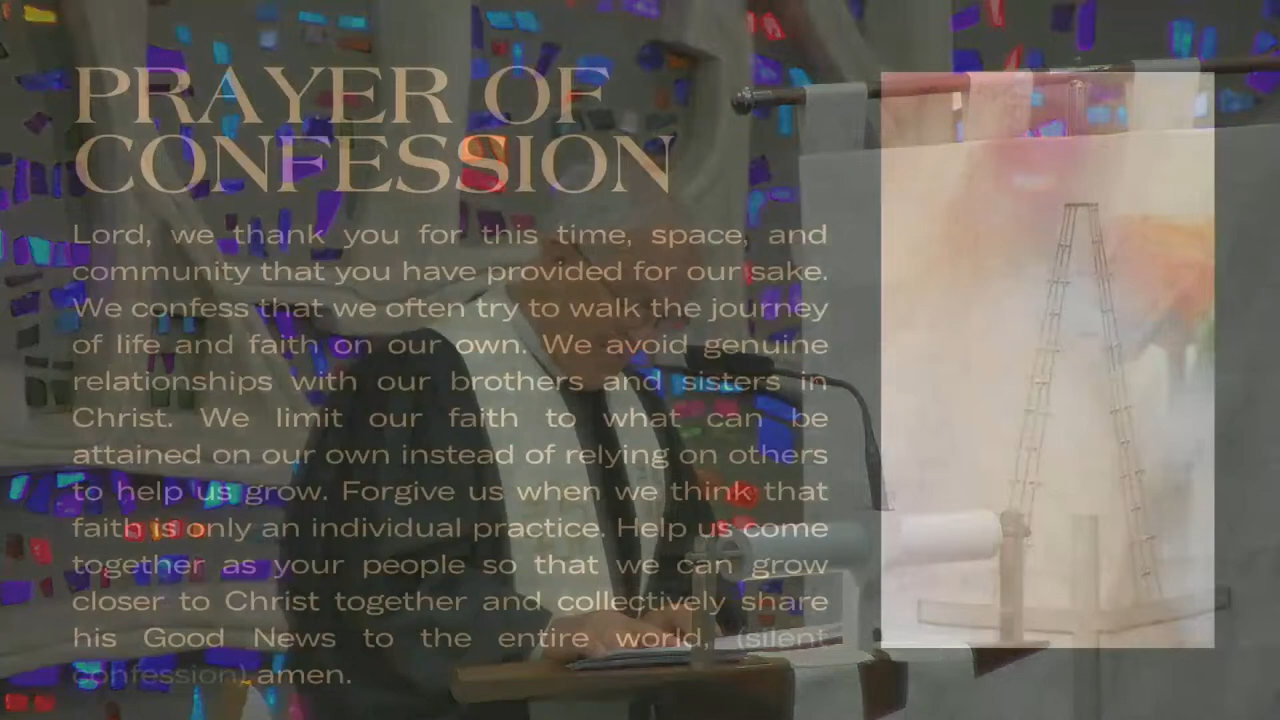 PRAYER OF
CONFESSION
Lord, we thank you for this time, space, and
community that you have provided for our sake.
We confess that we often try to walk the journey
of life and faith on our own. We avoid genuine
relationships with our brothers and sisters in
Christ. We limit our faith to what can be
attained on our own instead of relying on others
to help us grow. Forgive us when we think that
faith is only an individual practice. Help us come
together as your people so that we can grow
closer to Christ together and collectively share
his Good News to the entire world, (silent
confession) amen.